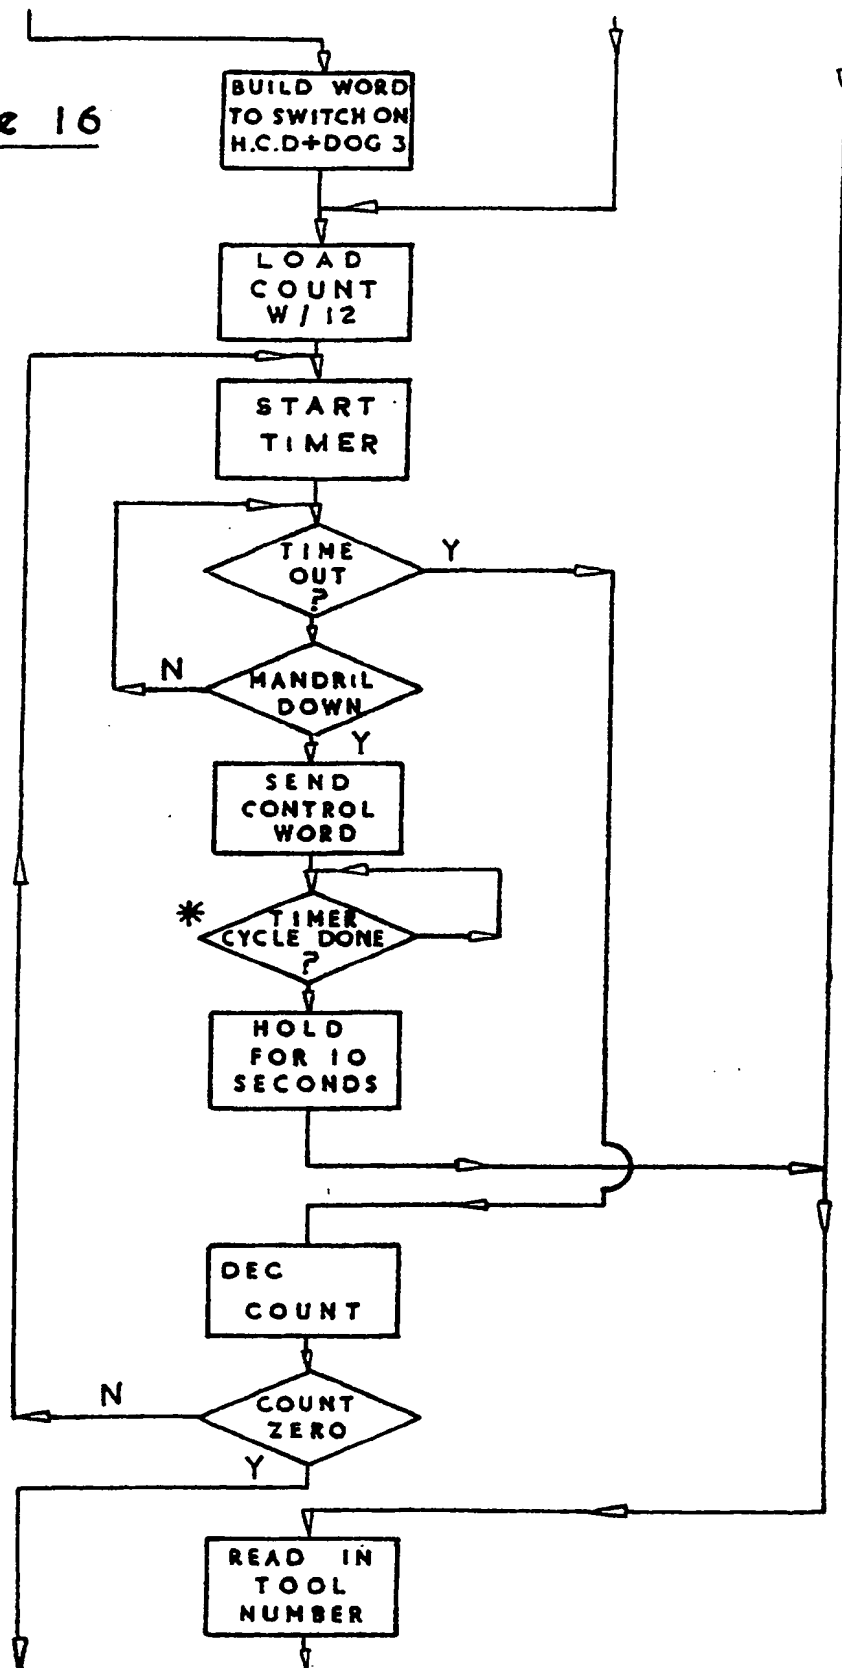 BUILD WORD
TO SWITCH ON
H.C.D+DOG 3
e 16
LOAD
COUNT
W/12
START
TIMER
TIME
OUT
?
Y
MANDRIL
DOWN
N
Y
SEND
CONTROL
WORD
*
TIMER
CYCLE DONE
?
HOLD
FOR 10
SECONDS
DEC
COUNT
COUNT
ZERO
N
Y
READ IN
TOOL
NUMBER